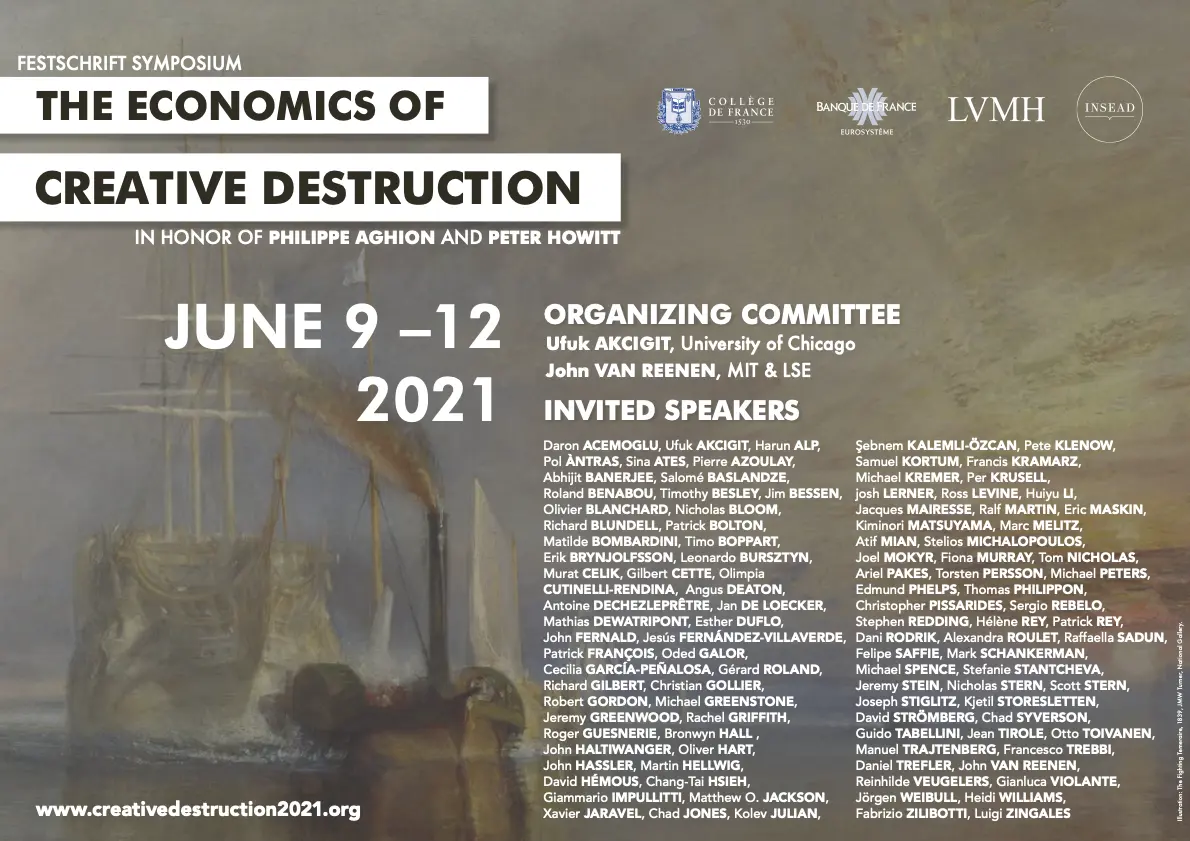 FESTSCHRIFT SYMPOSIUM
THE ECONOMICS OF
CREATIVE DESTRUCTION
IN HONOR OF PHILIPPE AGHION AND PETER HOWITT
COLLÈGE
DE FRANCE
1530
BANQUE DE FRANCE
EUROSYSTÈME
LVMH
INSEAD
JUNE 9 –12
2021
ORGANIZING COMMITTEE
Ufuk AKCIGIT, University of Chicago
John VAN REENEN, MIT & LSE
INVITED SPEAKERS
Daron ACEMOGLU, Ufuk AKCIGIT, Harun ALP,
Pol ÀNTRAS, Sina ATES, Pierre AZOULAY,
Abhijit BANERJEE, Salomé BASLANDZE,
Roland BENABOU, Timothy BESLEY, Jim BESSEN,
Olivier BLANCHARD, Nicholas BLOOM,
Richard BLUNDELL, Patrick BOLTON,
Matilde BOMBARDINI, Timo BOPPART,
Erik BRYNJOLFSSON, Leonardo BURSZTYN,
Murat CELIK, Gilbert CETTE, Olimpia
CUTINELLI-RENDINA, Angus DEATON,
Antoine DECHEZLEPRÊTRE, Jan DE LOECKER,
Mathias DEWATRIPONT, Esther DUFLO,
John FERNALD, Jesús FERNÁNDEZ-VILLAVERDE,
Patrick FRANÇOIS, Oded GALOR,
Cecilia GARCÍA-PEÑALOSA, Gérard ROLAND,
Richard GILBERT, Christian GOLLIER,
Robert GORDON, Michael GREENSTONE,
Jeremy GREENWOOD, Rachel GRIFFITH,
Roger GUESNERIE, Bronwyn HALL ,
John HALTIWANGER, Oliver HART,
John HASSLER, Martin HELLWIG,
David HÉMOUS, Chang-Tai HSIEH,
Giammario IMPULLITTI, Matthew O. JACKSON,
Xavier JARAVEL, Chad JONES, Kolev JULIAN,
Şebnem KALEMLI-ÖZCAN, Pete KLENOW,
Samuel KORTUM, Francis KRAMARZ,
Michael KREMER, Per KRUSELL,
josh LERNER, Ross LEVINE, Huiyu LI,
Jacques MAIRESSE, Ralf MARTIN, Eric MASKIN,
Kiminori MATSUYAMA, Marc MELITZ,
Atif MIAN, Stelios MICHALOPOULOS,
Joel MOKYR, Fiona MURRAY, Tom NICHOLAS,
Ariel PAKES, Torsten PERSSON, Michael PETERS,
Edmund PHELPS, Thomas PHILIPPON,
Christopher PISSARIDES, Sergio REBELO,
Stephen REDDING, Hélène REY, Patrick REY,
Dani RODRIK, Alexandra ROULET, Raffaella SADUN,
Felipe SAFFIE, Mark SCHANKERMAN,
Michael SPENCE, Stefanie STANTCHEVA,
Jeremy STEIN, Nicholas STERN, Scott STERN,
Joseph STIGLITZ, Kjetil STORESLETTEN,
David STRÖMBERG, Chad SYVERSON,
Guido TABELLINI, Jean TIROLE, Otto TOIVANEN,
Manuel TRAJTENBERG, Francesco TREBBI,
Daniel TREFLER, John VAN REENEN,
Reinhilde VEUGELERS, Gianluca VIOLANTE,
Jörgen WEIBULL, Heidi WILLIAMS,
Fabrizio ZILIBOTTI, Luigi ZINGALES
www.creativedestruction2021.org
Illustration: The Fighting Temeraire, 1839, JMW Turner, National Gallery.